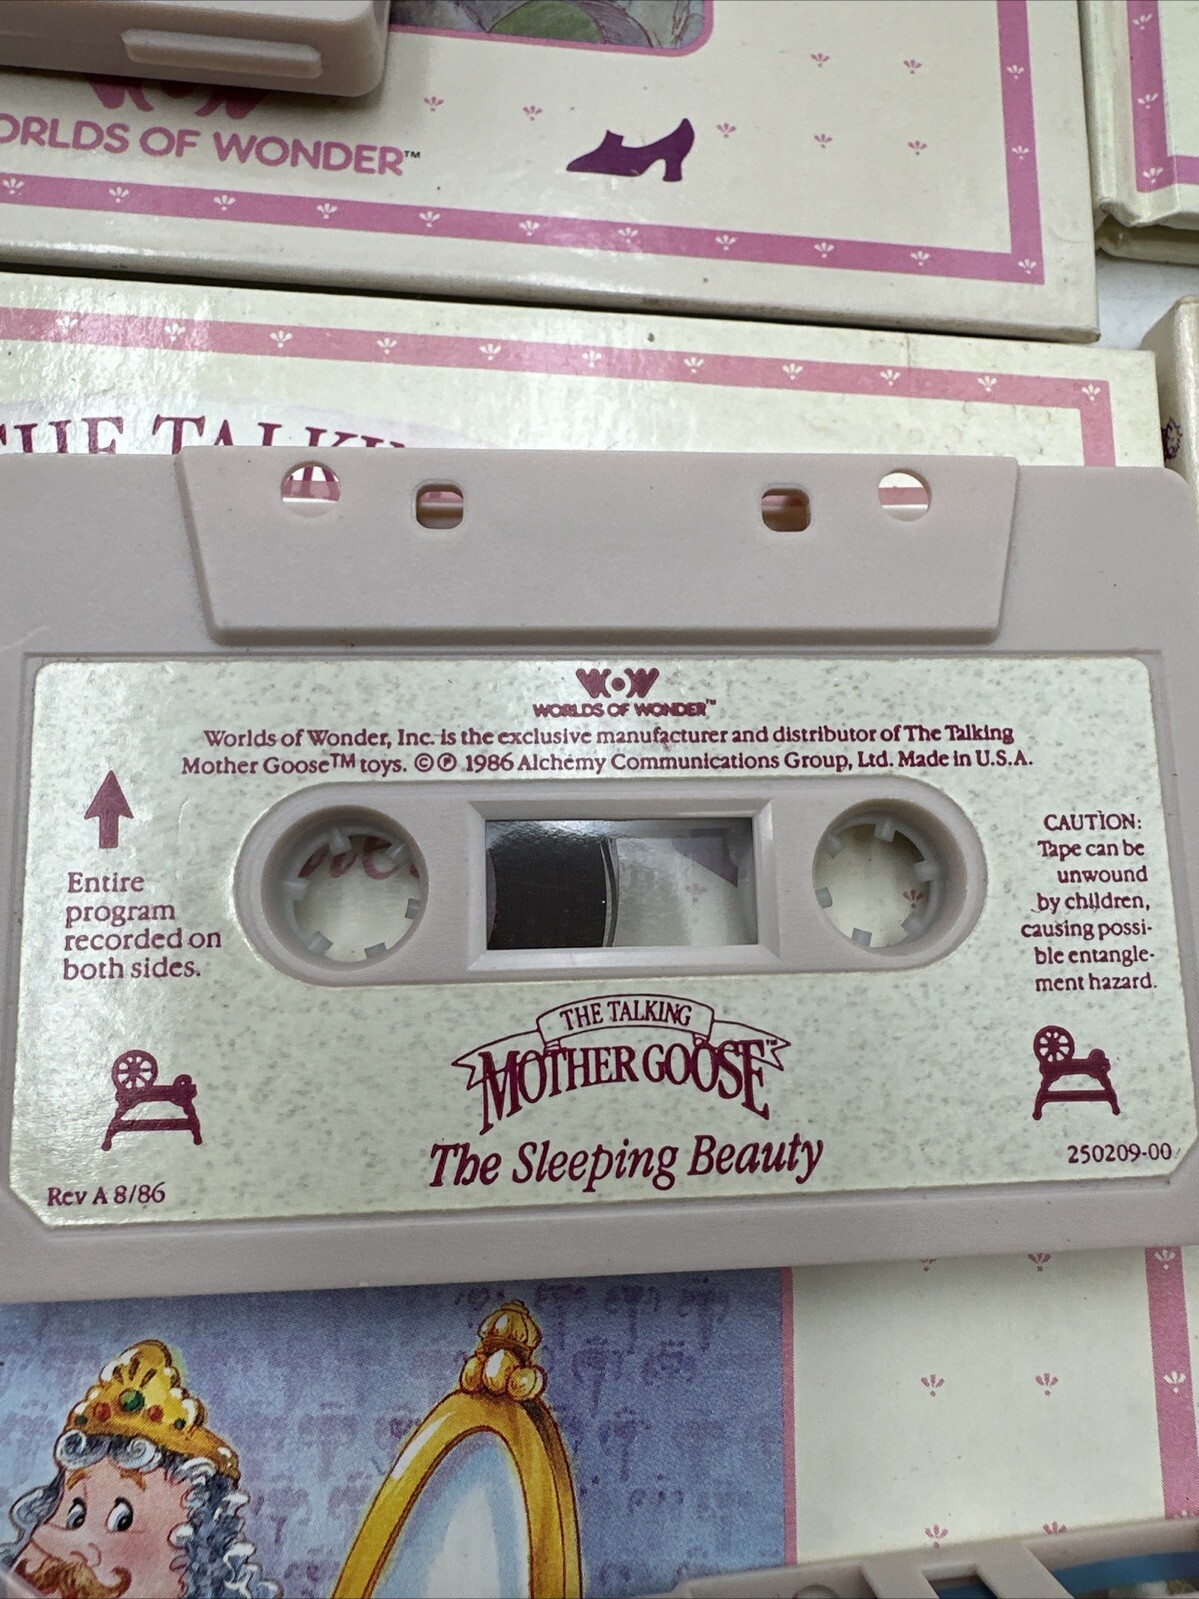 WORLDS OF WONDER™
THE TALKING
WOW
WORLDS OF WONDER™
Worlds of Wonder, Inc. is the exclusive manufacturer and distributor of The Talking
Mother Goose™ toys. ©℗ 1986 Alchemy Communications Group, Ltd. Made in U.S.A.
Entire
program
recorded on
both sides.
CAUTION:
Tape can be
unwound
by children,
causing possi-
ble entangle-
ment hazard.
THE TALKING
MOTHER GOOSE™
The Sleeping Beauty
Rev A 8/86
250209-00